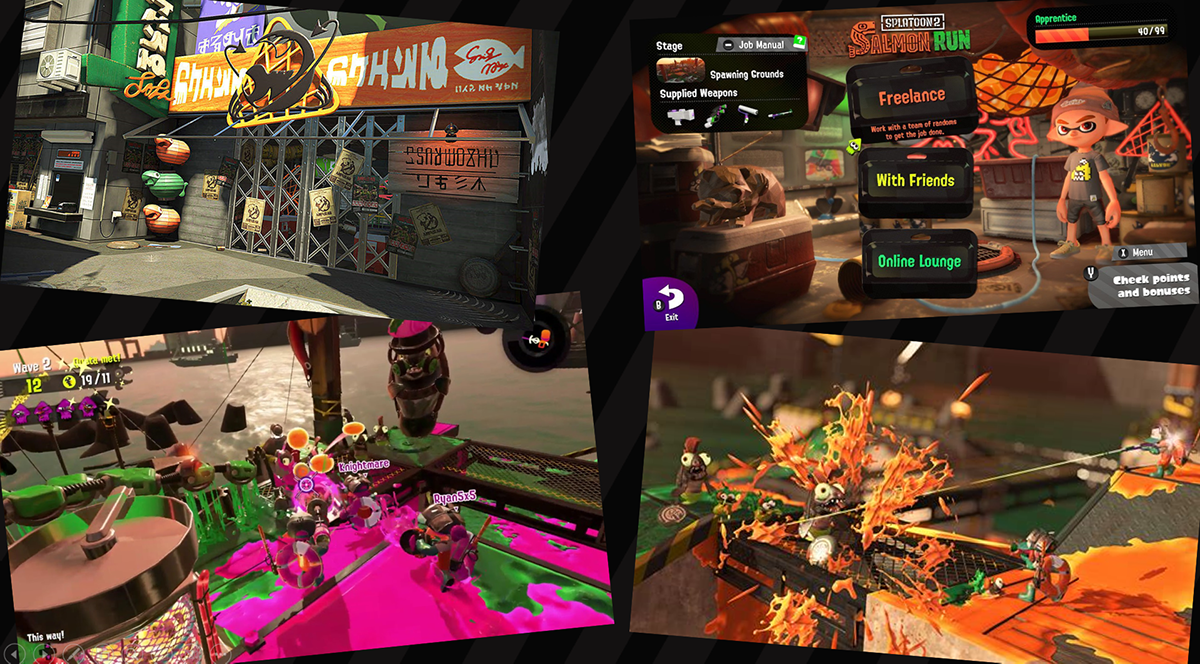 Stage
Job Manual
Spawning Grounds
Supplied Weapons
SPLATOON 2
SALMON RUN
Apprentice
40/99
Freelance
Work with a team of randoms
to get the job done.
With Friends
Online Lounge
X Menu
Y
Check points
and bonuses
B
Exit
Wave 2
Quota met!
12
19/11
Knightmare
RyanSxS
This way!